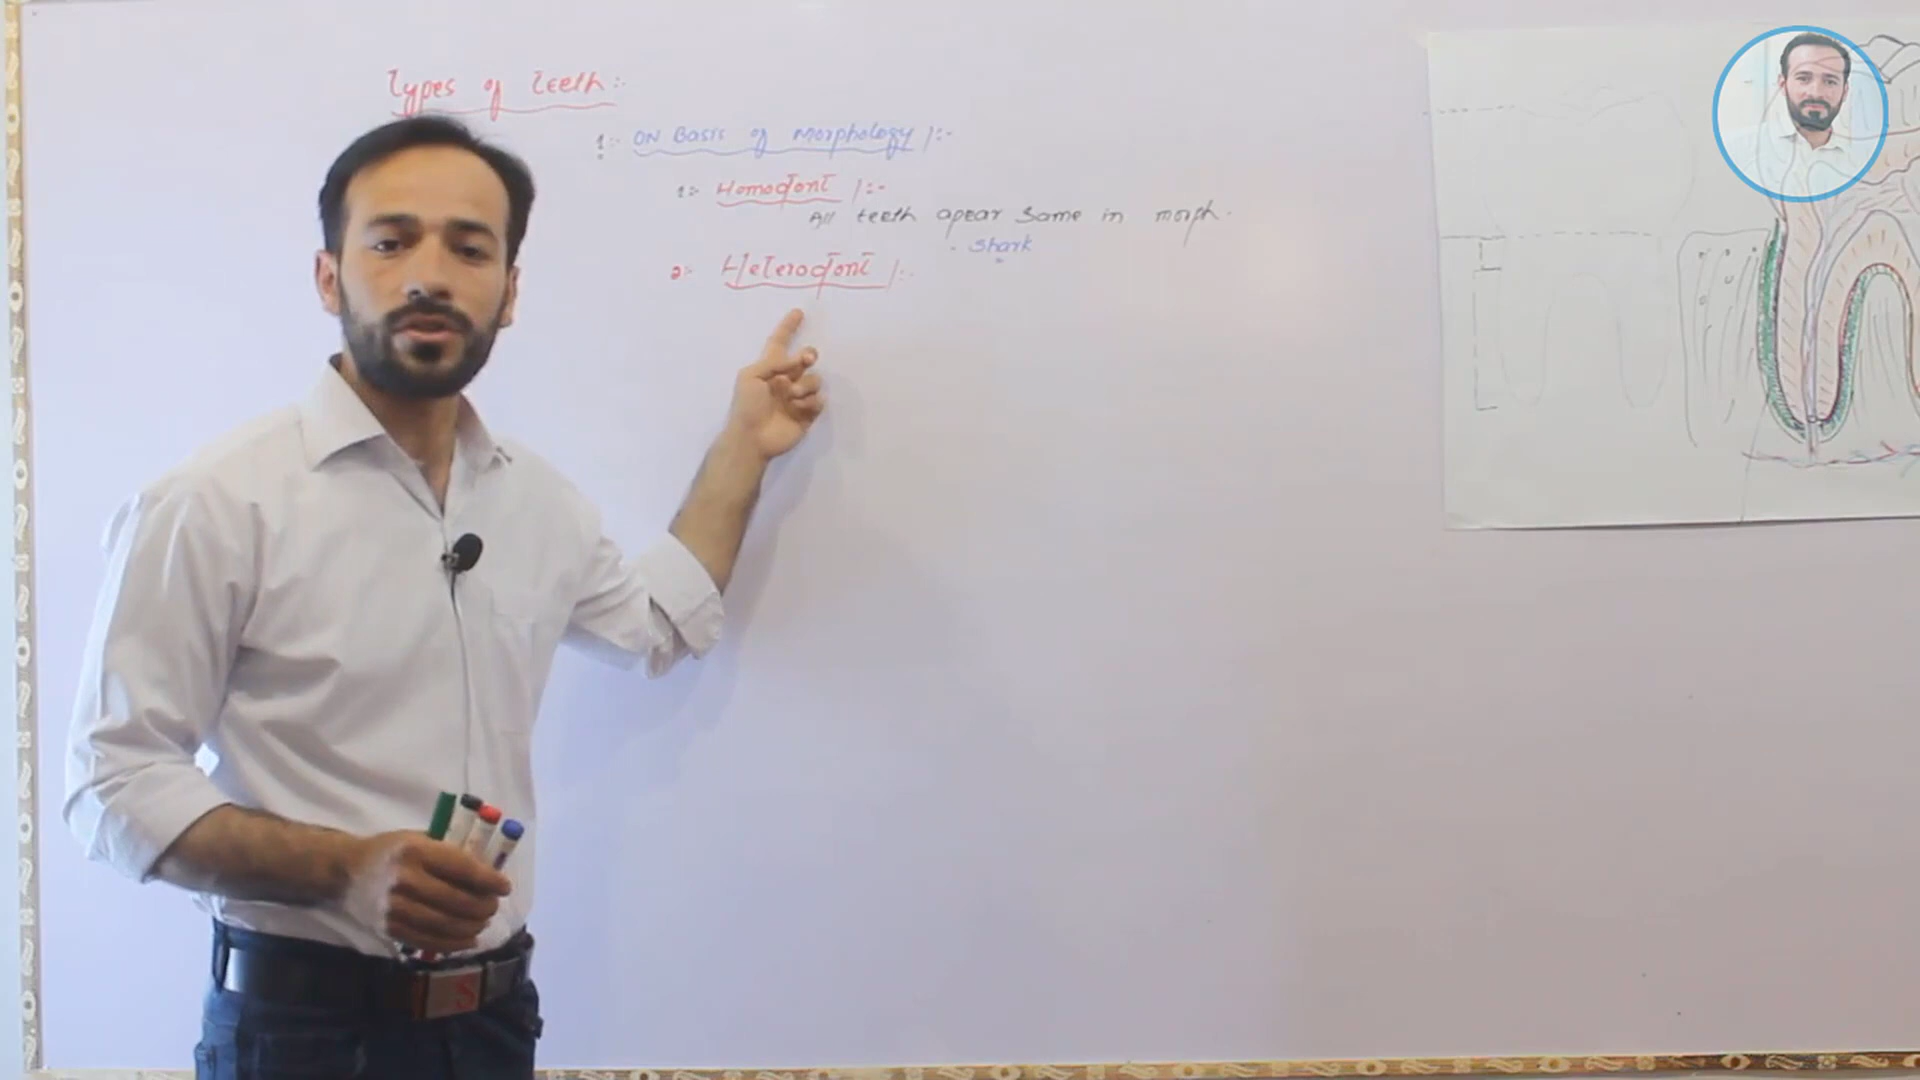 Types of Teeth:-
1:- ON Basis of Morphology /:-
1:- Homodont /:-
All teeth apear same in morph.
- Shark
2:- Heterodont /:-
S